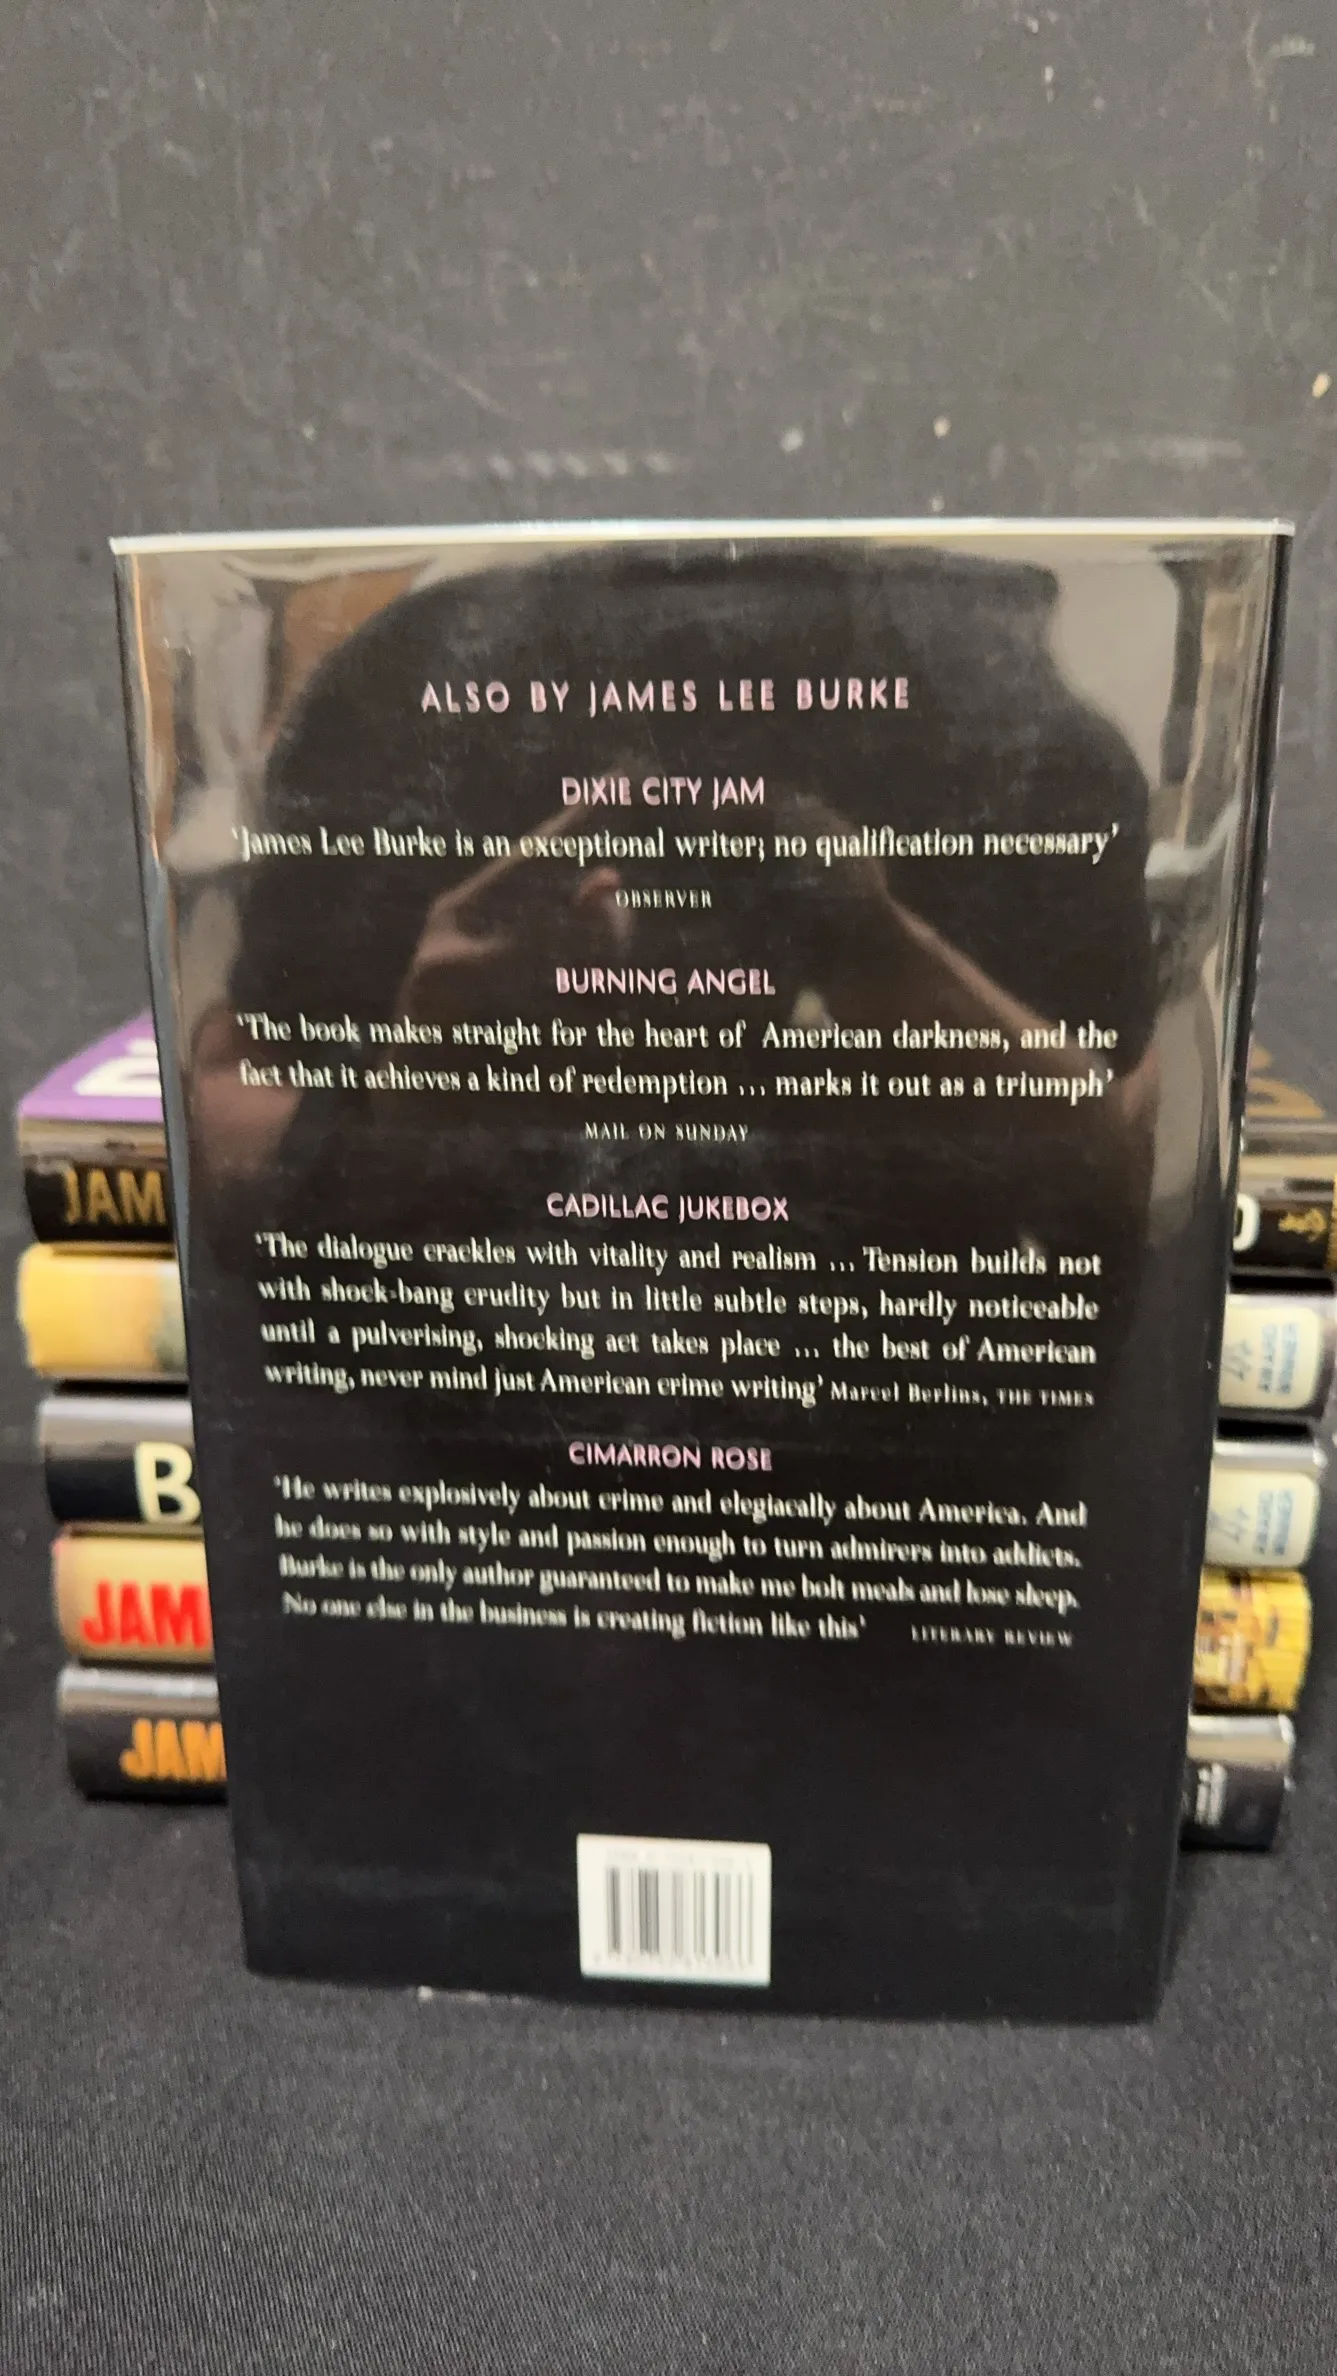 ALSO BY JAMES LEE BURKE
DIXIE CITY JAM
'James Lee Burke is an exceptional writer; no qualification necessary'
OBSERVER
BURNING ANGEL
'The book makes straight for the heart of American darkness, and the
fact that it achieves a kind of redemption ... marks it out as a triumph'
MAIL ON SUNDAY
CADILLAC JUKEBOX
'The dialogue crackles with vitality and realism ... Tension builds not
with shock-bang crudity but in little subtle steps, hardly noticeable
until a pulverising, shocking act takes place ... the best of American
writing, never mind just American crime writing' Marcel Berlins, THE TIMES
CIMARRON ROSE
'He writes explosively about crime and elegiacally about America. And
he does so with style and passion enough to turn admirers into addicts.
Burke is the only author guaranteed to make me bolt meals and lose sleep.
No one else in the business is creating fiction like this' LITERARY REVIEW
JAM
B
JAM
JAM
AWARD
WINNER
AWARD
WINNER